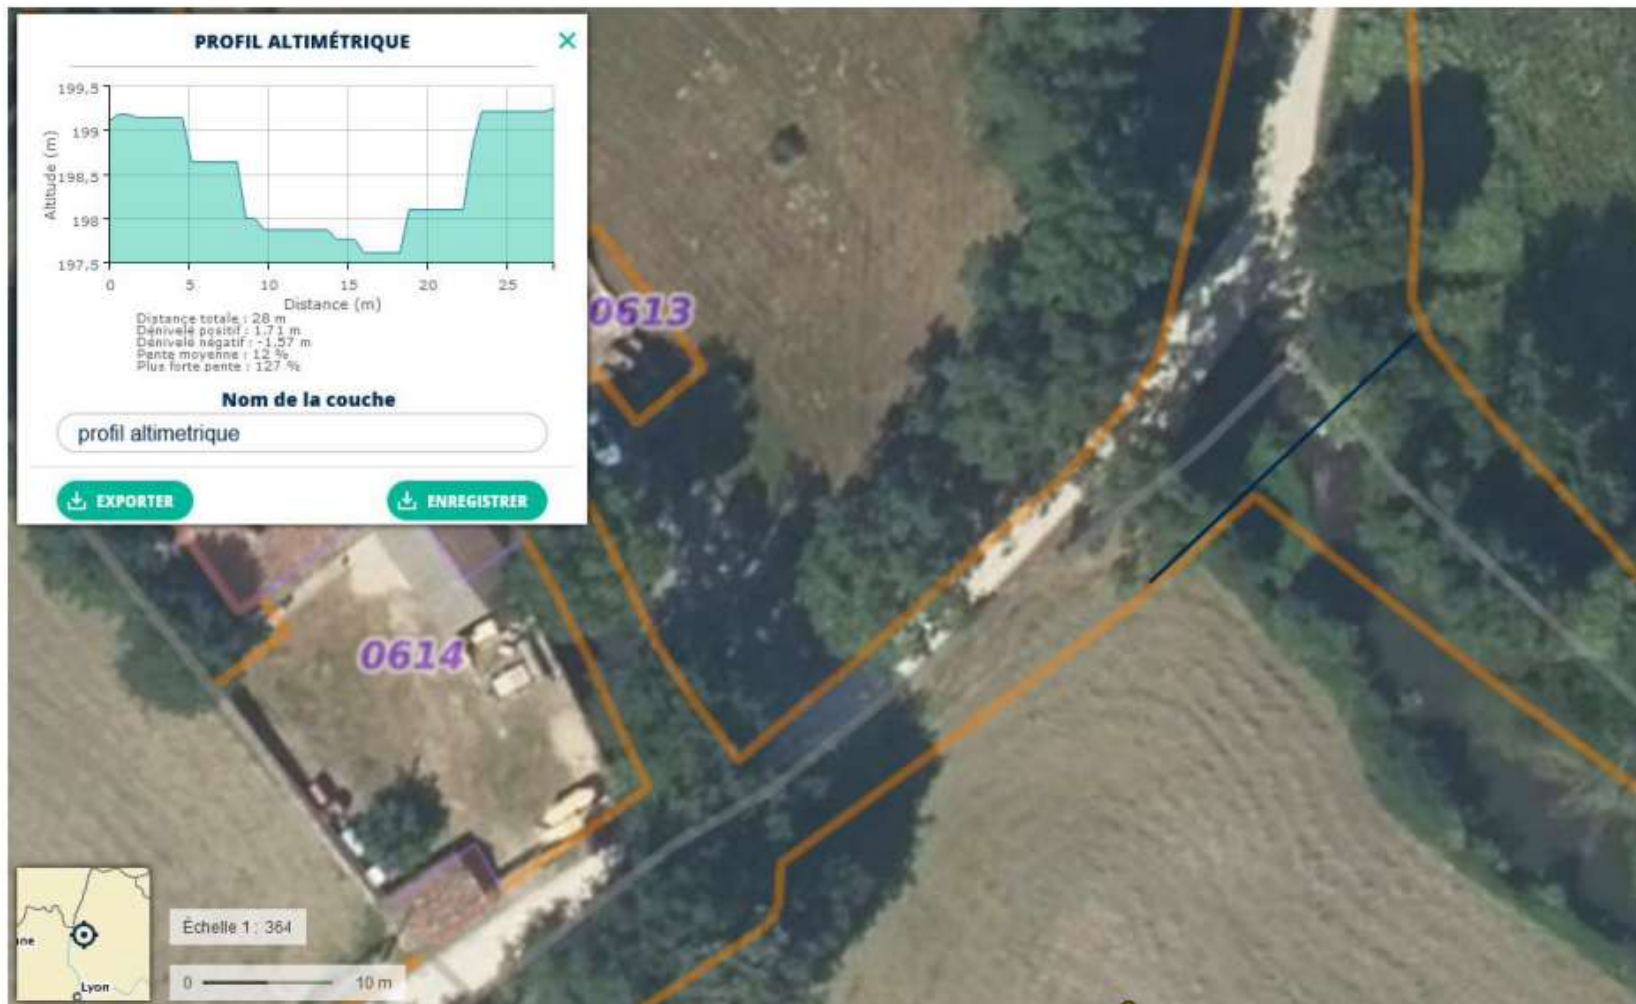 PROFIL ALTIMÉTRIQUE
199,5
199
198,5
198
197,5
Altitude (m)
0 5 10 15 20 25
Distance (m)
Distance totale : 28 m
Dénivelé positif : 1.71 m
Dénivelé négatif : -1.57 m
Pente moyenne : 12 %
Plus forte pente : 127 %
Nom de la couche
profil altimetrique
EXPORTER
ENREGISTRER
0613
0614
ne
Lyon
Échelle 1 : 364
0 10 m